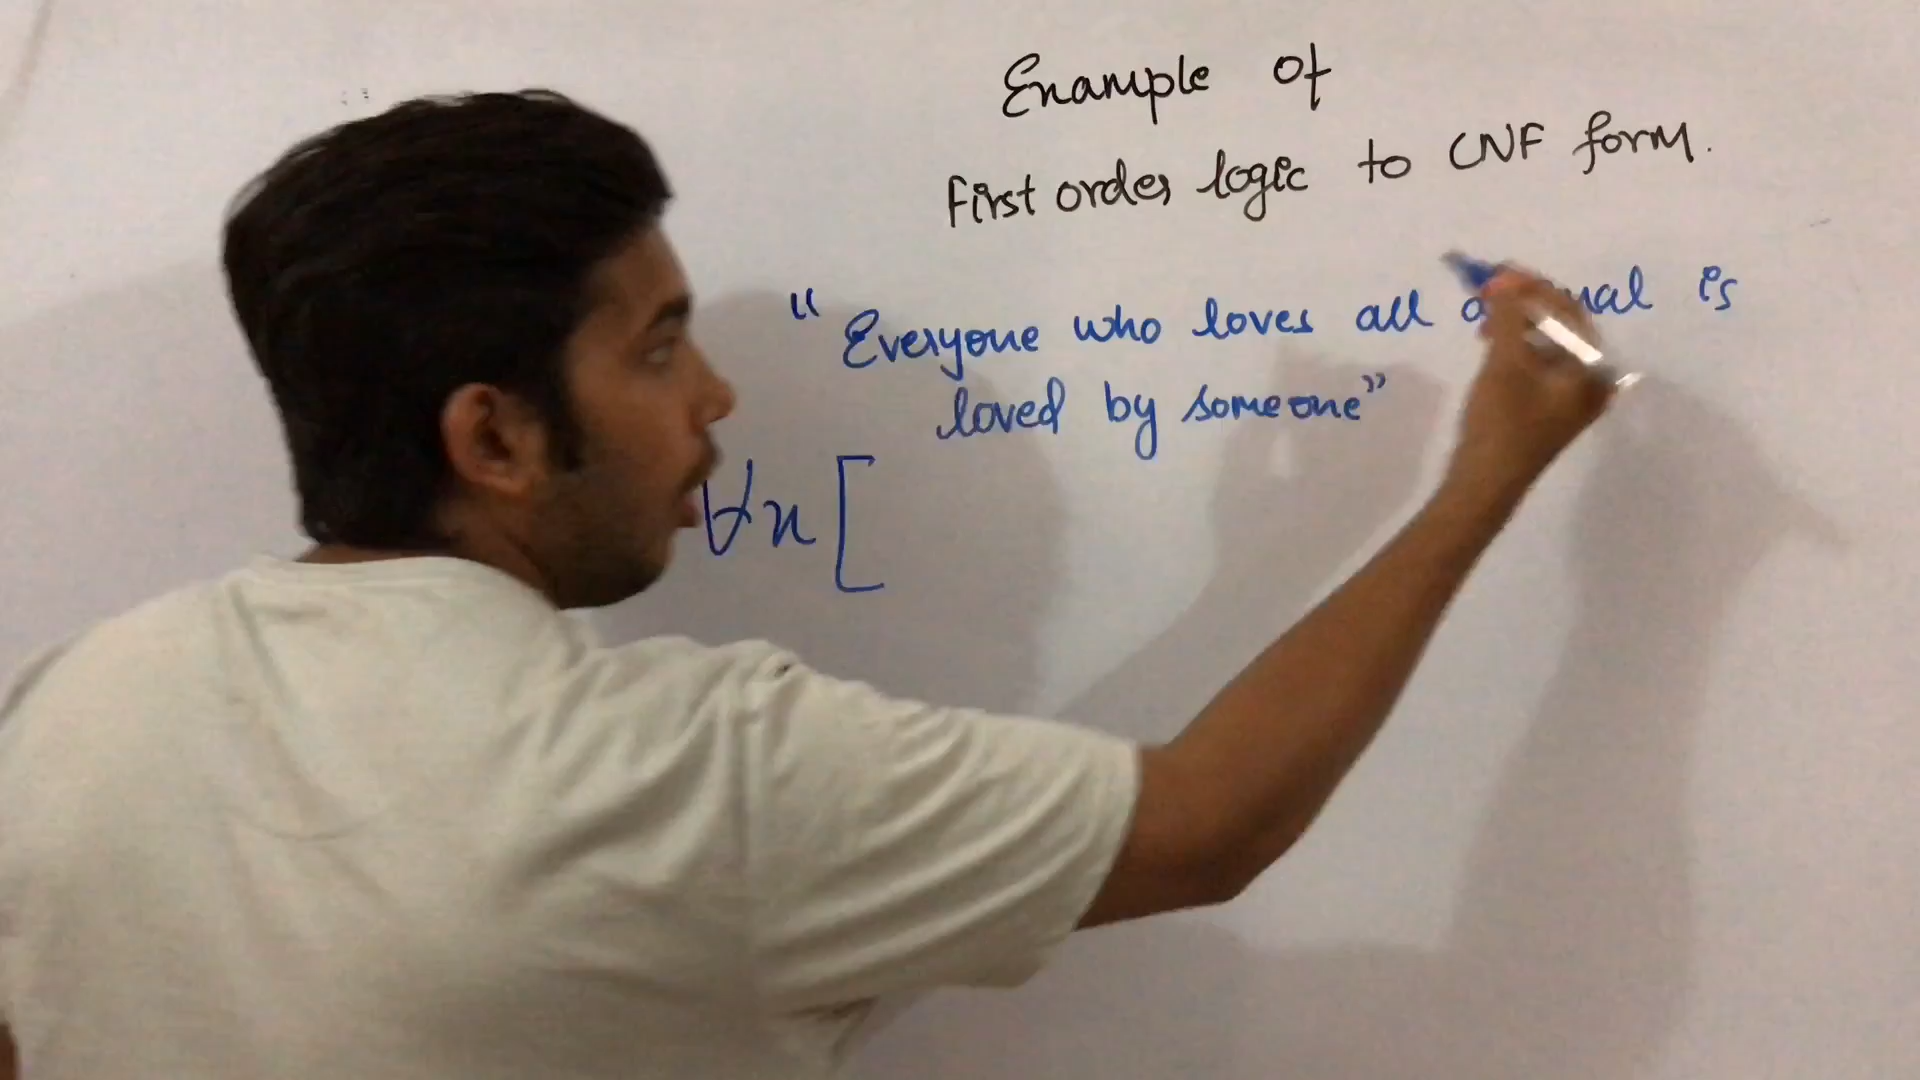 Example of
First order logic to CNF form.
“Everyone who loves all is
loved by someone”
∀x [